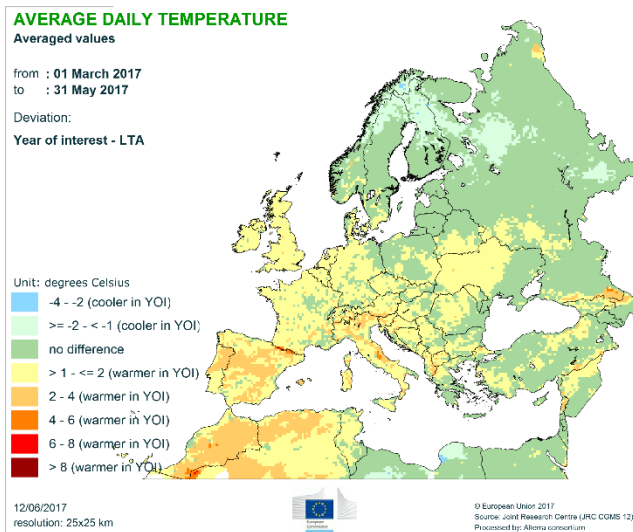 AVERAGE DAILY TEMPERATURE
Averaged values
from : 01 March 2017
to : 31 May 2017
Deviation:
Year of interest - LTA
Unit: degrees Celsius
-4 - -2 (cooler in YOI)
>= -2 - < -1 (cooler in YOI)
no difference
> 1 - <= 2 (warmer in YOI)
2 - 4 (warmer in YOI)
4 - 6 (warmer in YOI)
6 - 8 (warmer in YOI)
> 8 (warmer in YOI)
12/06/2017
resolution: 25x25 km
European
Commission
© European Union 2017
Source: Joint Research Centre (JRC CGMS 12)
Processed by: Alterra consortium